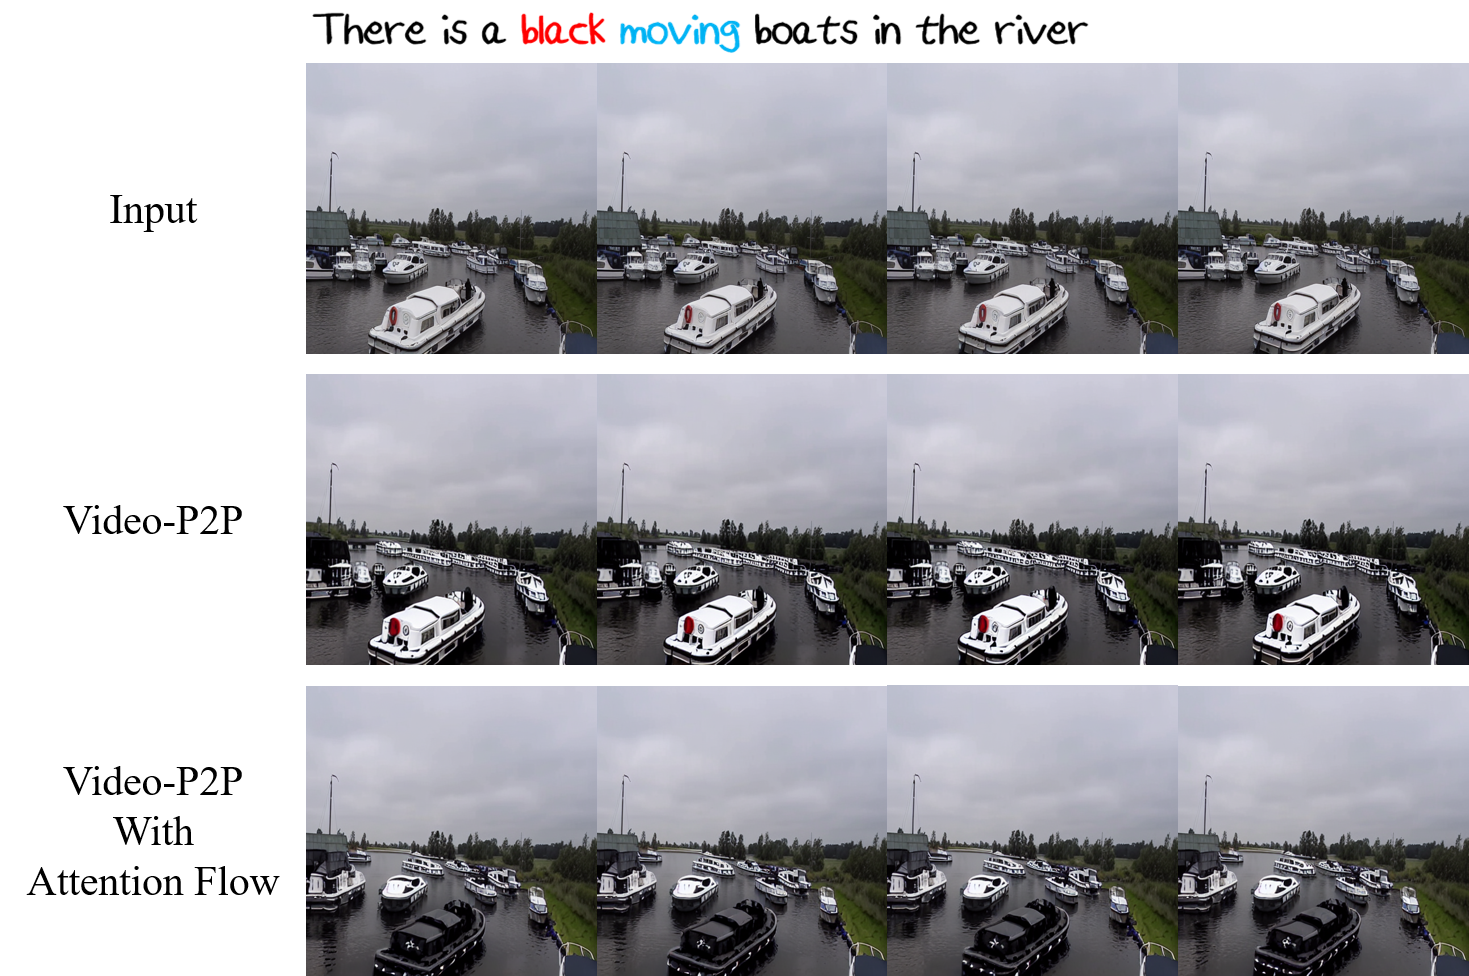 There is a black moving boats in the river
Input
Video-P2P
Video-P2P
With
Attention Flow